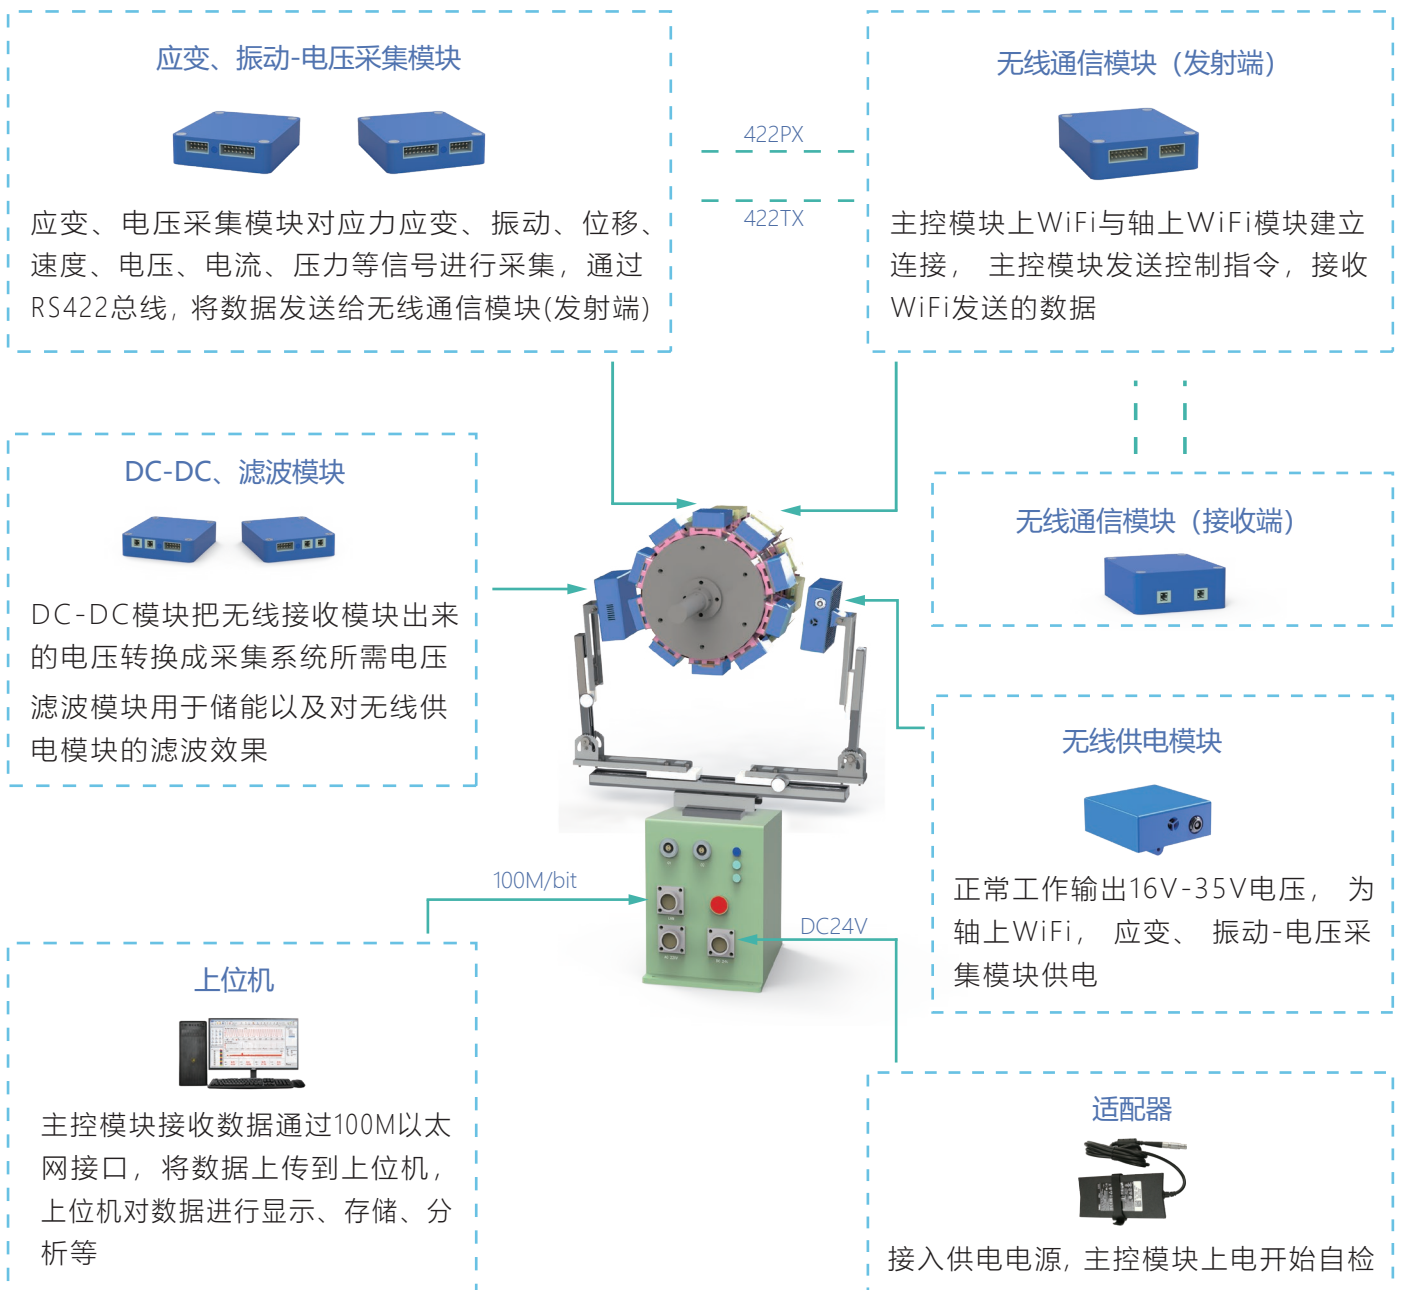 应变、振动-电压采集模块
应变、电压采集模块对应力应变、振动、位移、
速度、电压、电流、压力等信号进行采集，通过
RS422总线，将数据发送给无线通信模块(发射端)
422PX
422TX
无线通信模块（发射端）
主控模块上WiFi与轴上WiFi模块建立
连接， 主控模块发送控制指令，接收
WiFi发送的数据
DC-DC、滤波模块
DC-DC模块把无线接收模块出来
的电压转换成采集系统所需电压
滤波模块用于储能以及对无线供
电模块的滤波效果
无线通信模块（接收端）
无线供电模块
正常工作输出16V-35V电压， 为
轴上WiFi， 应变、 振动-电压采
集模块供电
100M/bit
DC24V
上位机
主控模块接收数据通过100M以太
网接口，将数据上传到上位机，
上位机对数据进行显示、存储、分
析等
适配器
接入供电电源，主控模块上电开始自检